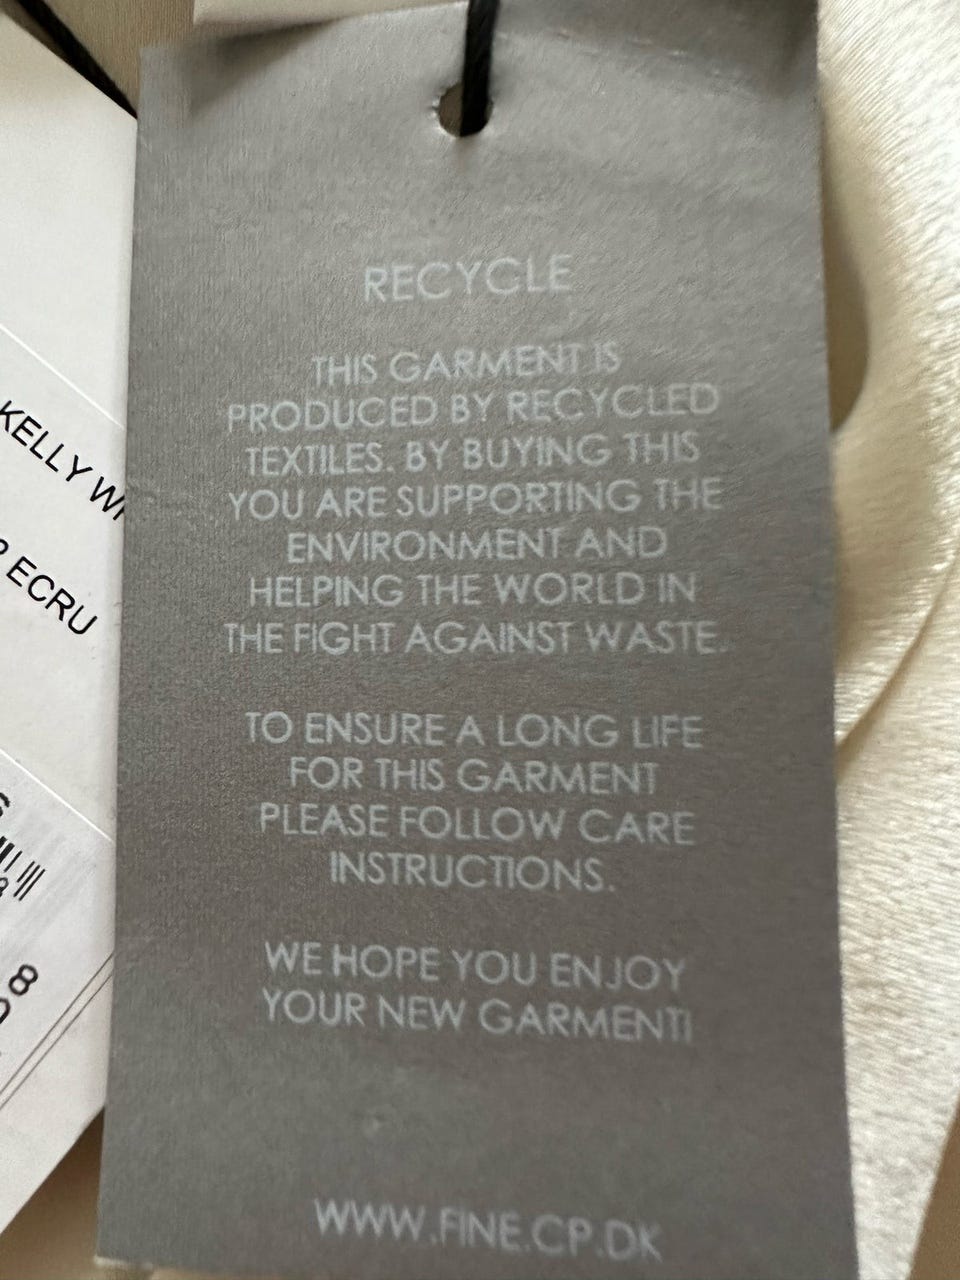 RECYCLE
THIS GARMENT IS
PRODUCED BY RECYCLED
TEXTILES. BY BUYING THIS
YOU ARE SUPPORTING THE
ENVIRONMENT AND
HELPING THE WORLD IN
THE FIGHT AGAINST WASTE.
TO ENSURE A LONG LIFE
FOR THIS GARMENT
PLEASE FOLLOW CARE
INSTRUCTIONS.
WE HOPE YOU ENJOY
YOUR NEW GARMENT!
WWW.FINE.CP.DK
KELLY
ECRU
8